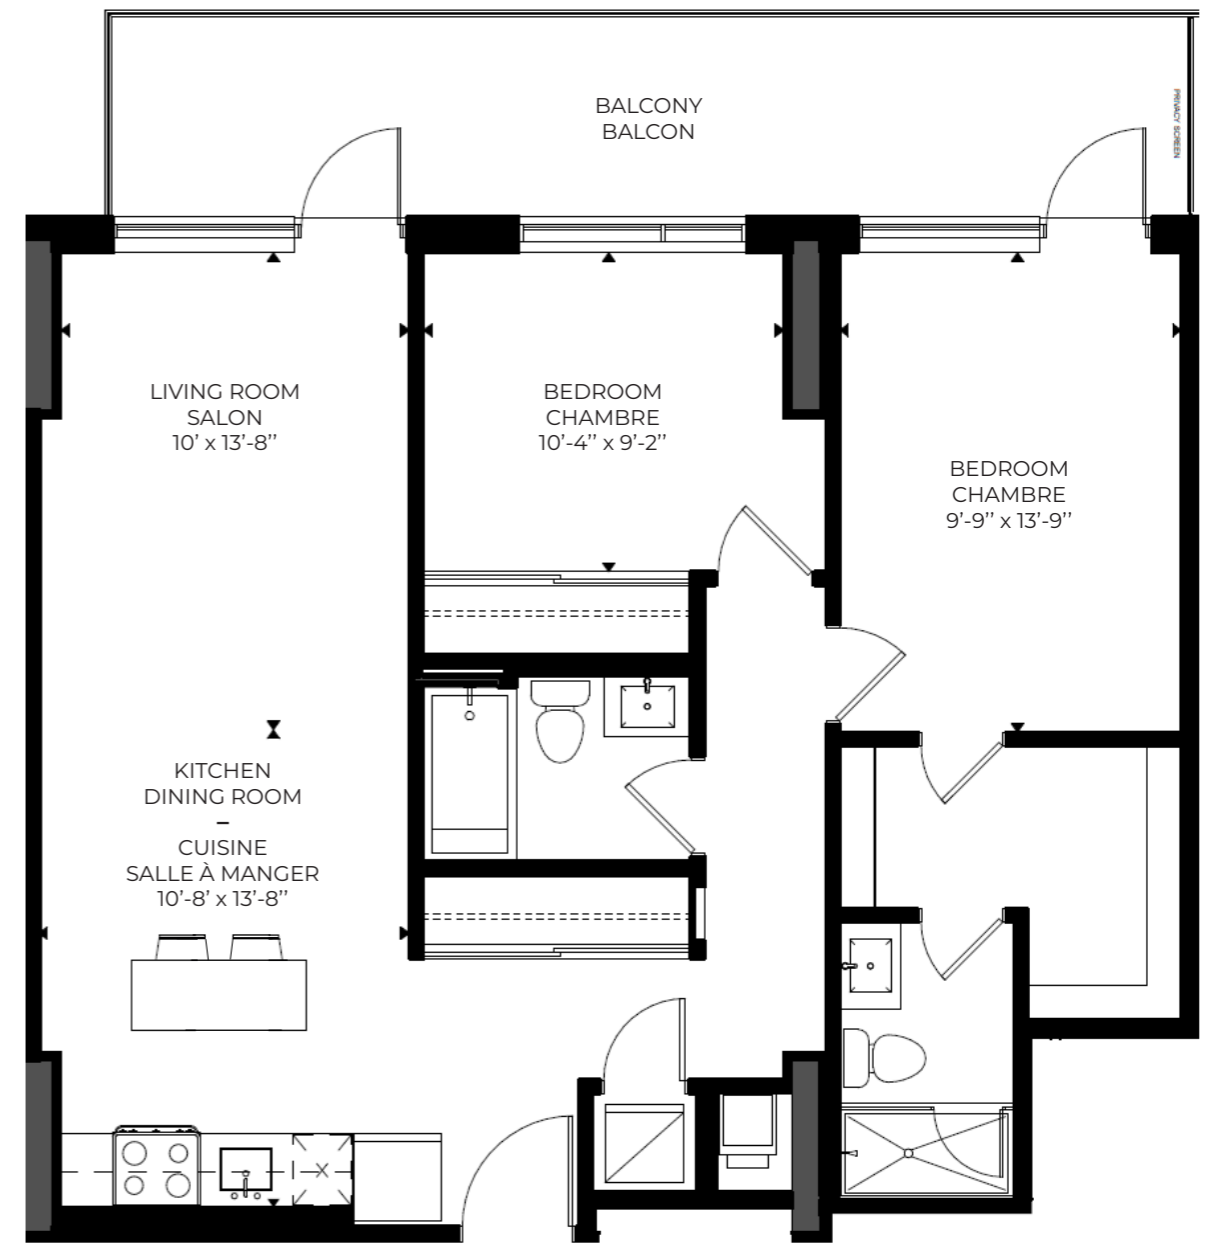 BALCONY
BALCON
PRIVACY SCREEN
LIVING ROOM
SALON
10’ x 13’-8’’
BEDROOM
CHAMBRE
10’-4’’ x 9’-2’’
BEDROOM
CHAMBRE
9’-9’’ x 13’-9’’
KITCHEN
DINING ROOM
–
CUISINE
SALLE À MANGER
10’-8’ x 13’-8’’